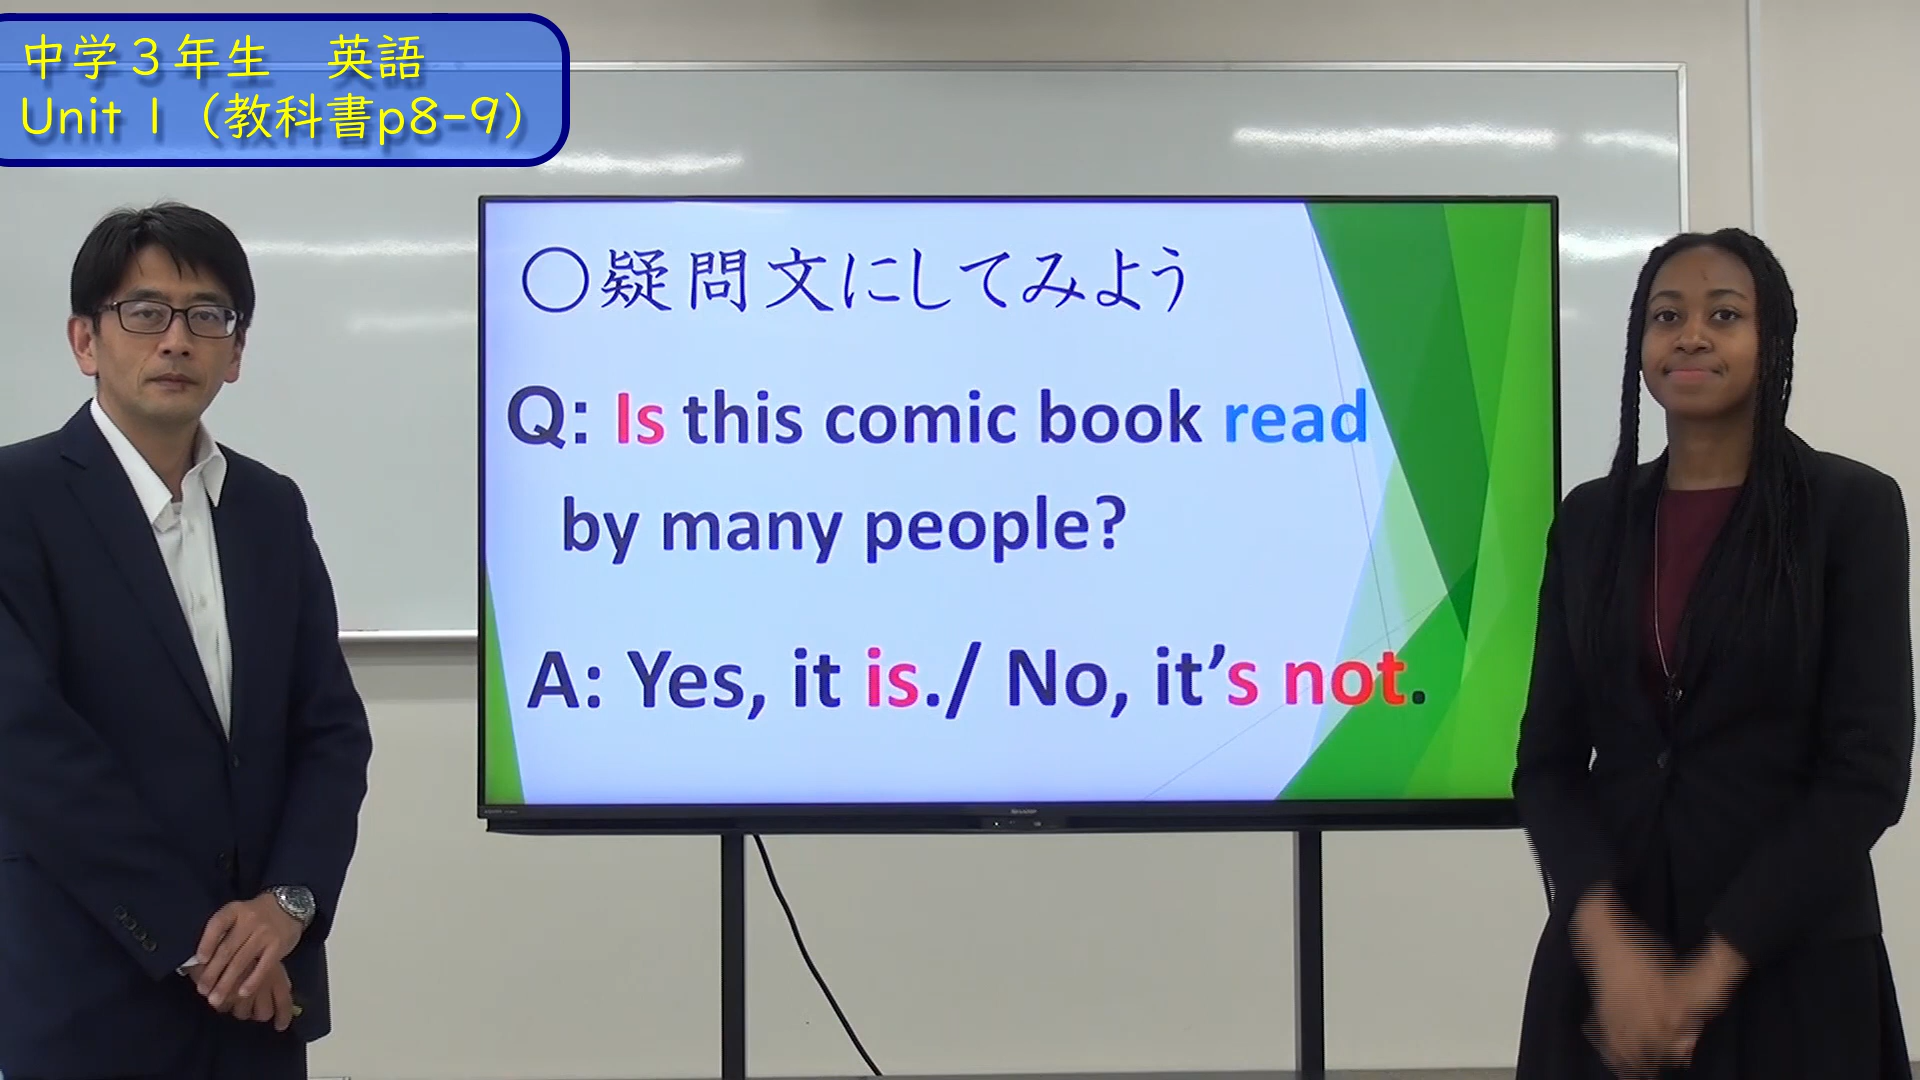 中学３年生　英語
Unit 1（教科書p8-9）
○疑問文にしてみよう
Q: Is this comic book read
by many people?
A: Yes, it is./ No, it's not.
SHARP